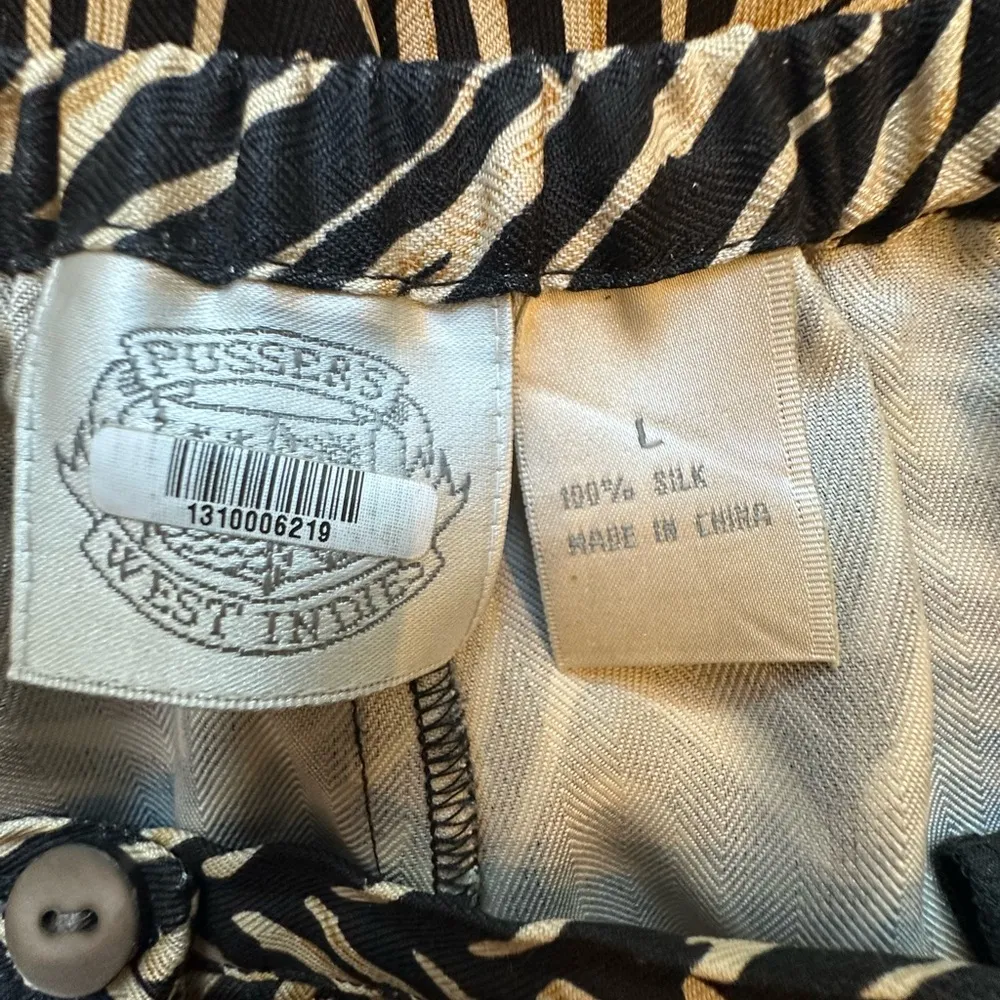 PUSSER'S
1310006219
WEST INDIES
L
100% SILK
MADE IN CHINA